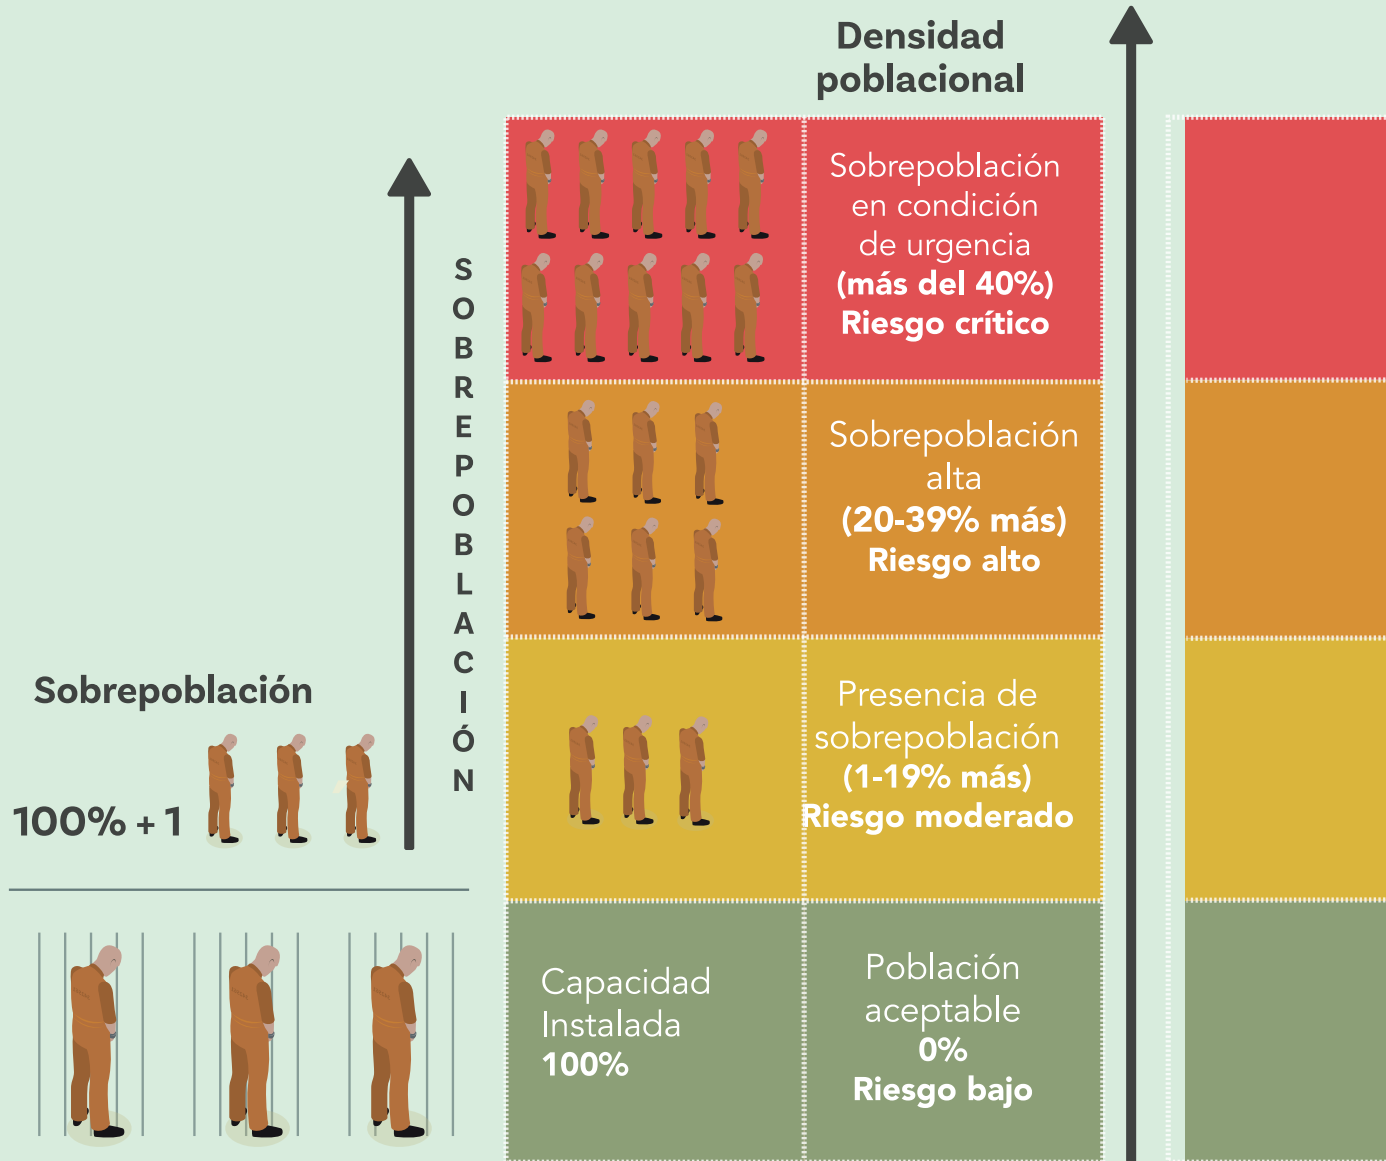 Densidad
poblacional
Sobrepoblación
en condición
de urgencia
(más del 40%)
Riesgo crítico
SOBREPOBLACIÓN
Sobrepoblación
alta
(20-39% más)
Riesgo alto
Sobrepoblación
100% + 1
Presencia de
sobrepoblación
(1-19% más)
Riesgo moderado
Capacidad
Instalada
100%
Población
aceptable
0%
Riesgo bajo